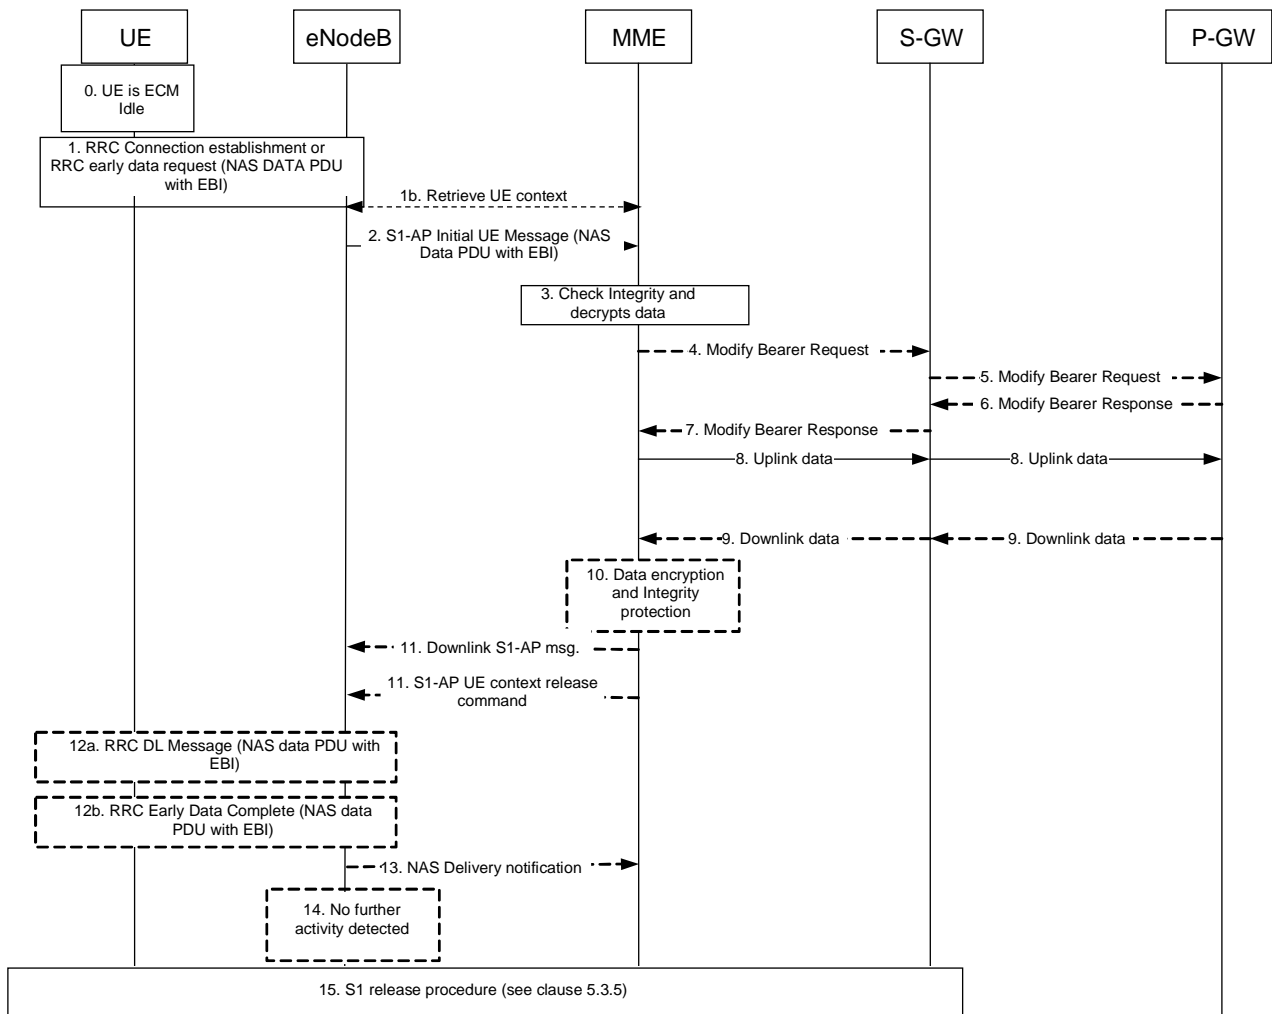 UE
eNodeB
MME
S-GW
P-GW
0. UE is ECM
Idle
1. RRC Connection establishment or
RRC early data request (NAS DATA PDU
with EBI)
1b. Retrieve UE context
2. S1-AP Initial UE Message (NAS
Data PDU with EBI)
3. Check Integrity and
decrypts data
4. Modify Bearer Request
5. Modify Bearer Request
6. Modify Bearer Response
7. Modify Bearer Response
8. Uplink data
8. Uplink data
9. Downlink data
9. Downlink data
10. Data encryption
and Integrity
protection
11. Downlink S1-AP msg.
11. S1-AP UE context release
command
12a. RRC DL Message (NAS data PDU with
EBI)
12b. RRC Early Data Complete (NAS data
PDU with EBI)
13. NAS Delivery notification
14. No further
activity detected
15. S1 release procedure (see clause 5.3.5)